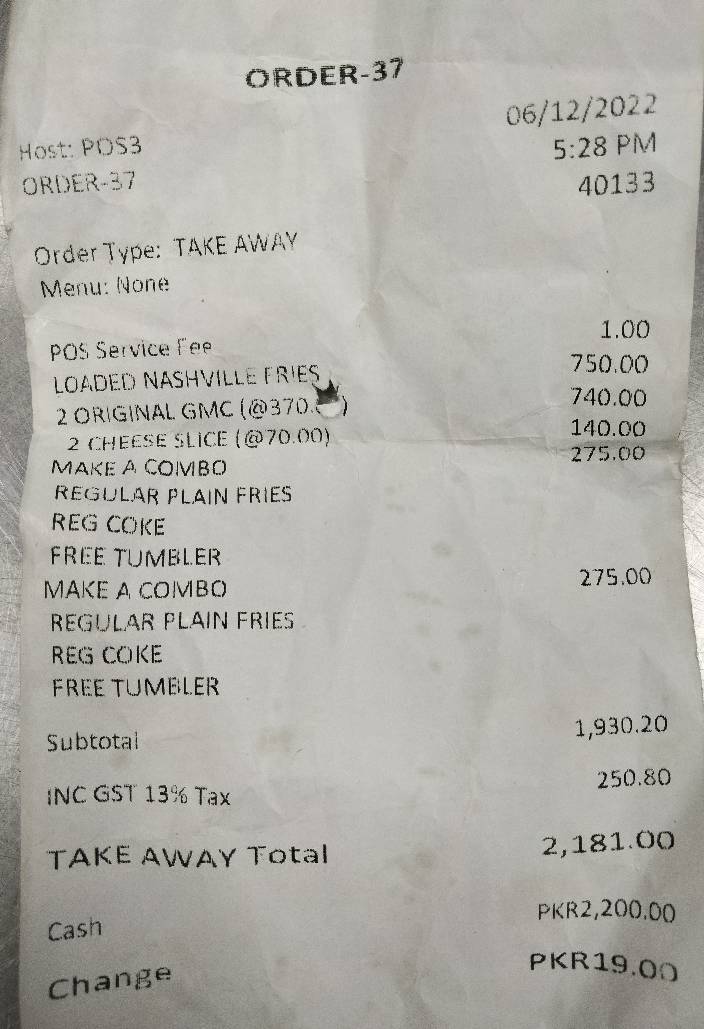 ORDER-37
06/12/2022
Host: POS3 5:28 PM
ORDER-37 40133
Order Type: TAKE AWAY
Menu: None
POS Service Fee 1.00
LOADED NASHVILLE FRIES 750.00
2 ORIGINAL GMC (@370. ) 740.00
2 CHEESE SLICE (@70.00) 140.00
MAKE A COMBO 275.00
REGULAR PLAIN FRIES
REG COKE
FREE TUMBLER
MAKE A COMBO 275.00
REGULAR PLAIN FRIES
REG COKE
FREE TUMBLER
Subtotal 1,930.20
INC GST 13% Tax 250.80
TAKE AWAY Total 2,181.00
Cash PKR2,200.00
Change PKR19.00